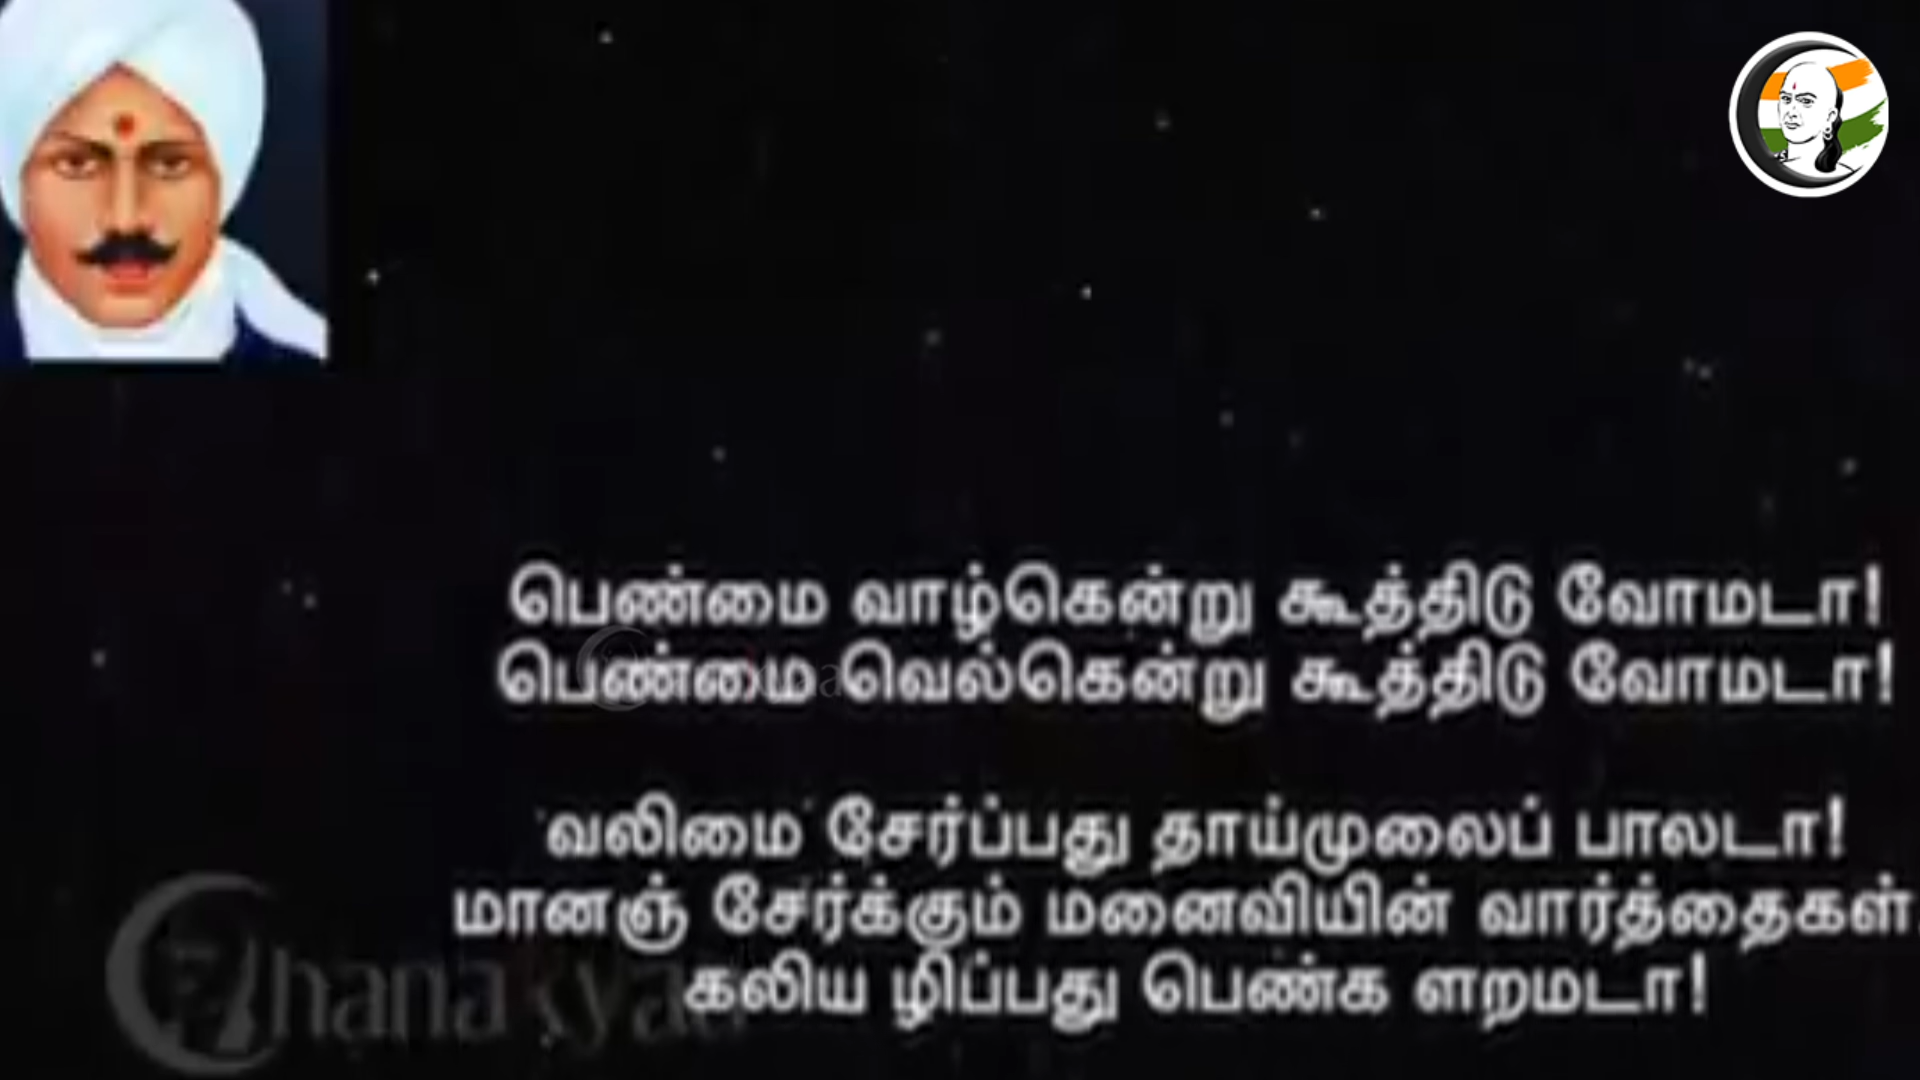 பெண்மை வாழ்கென்று கூத்திடு வோமடா!
பெண்மை வெல்கென்று கூத்திடு வோமடா!
வலிமை சேர்ப்பது தாய்முலைப் பாலடா!
மானஞ் சேர்க்கும் மனைவியின் வார்த்தைகள்.
கலிய ழிப்பது பெண்க ளறமடா!